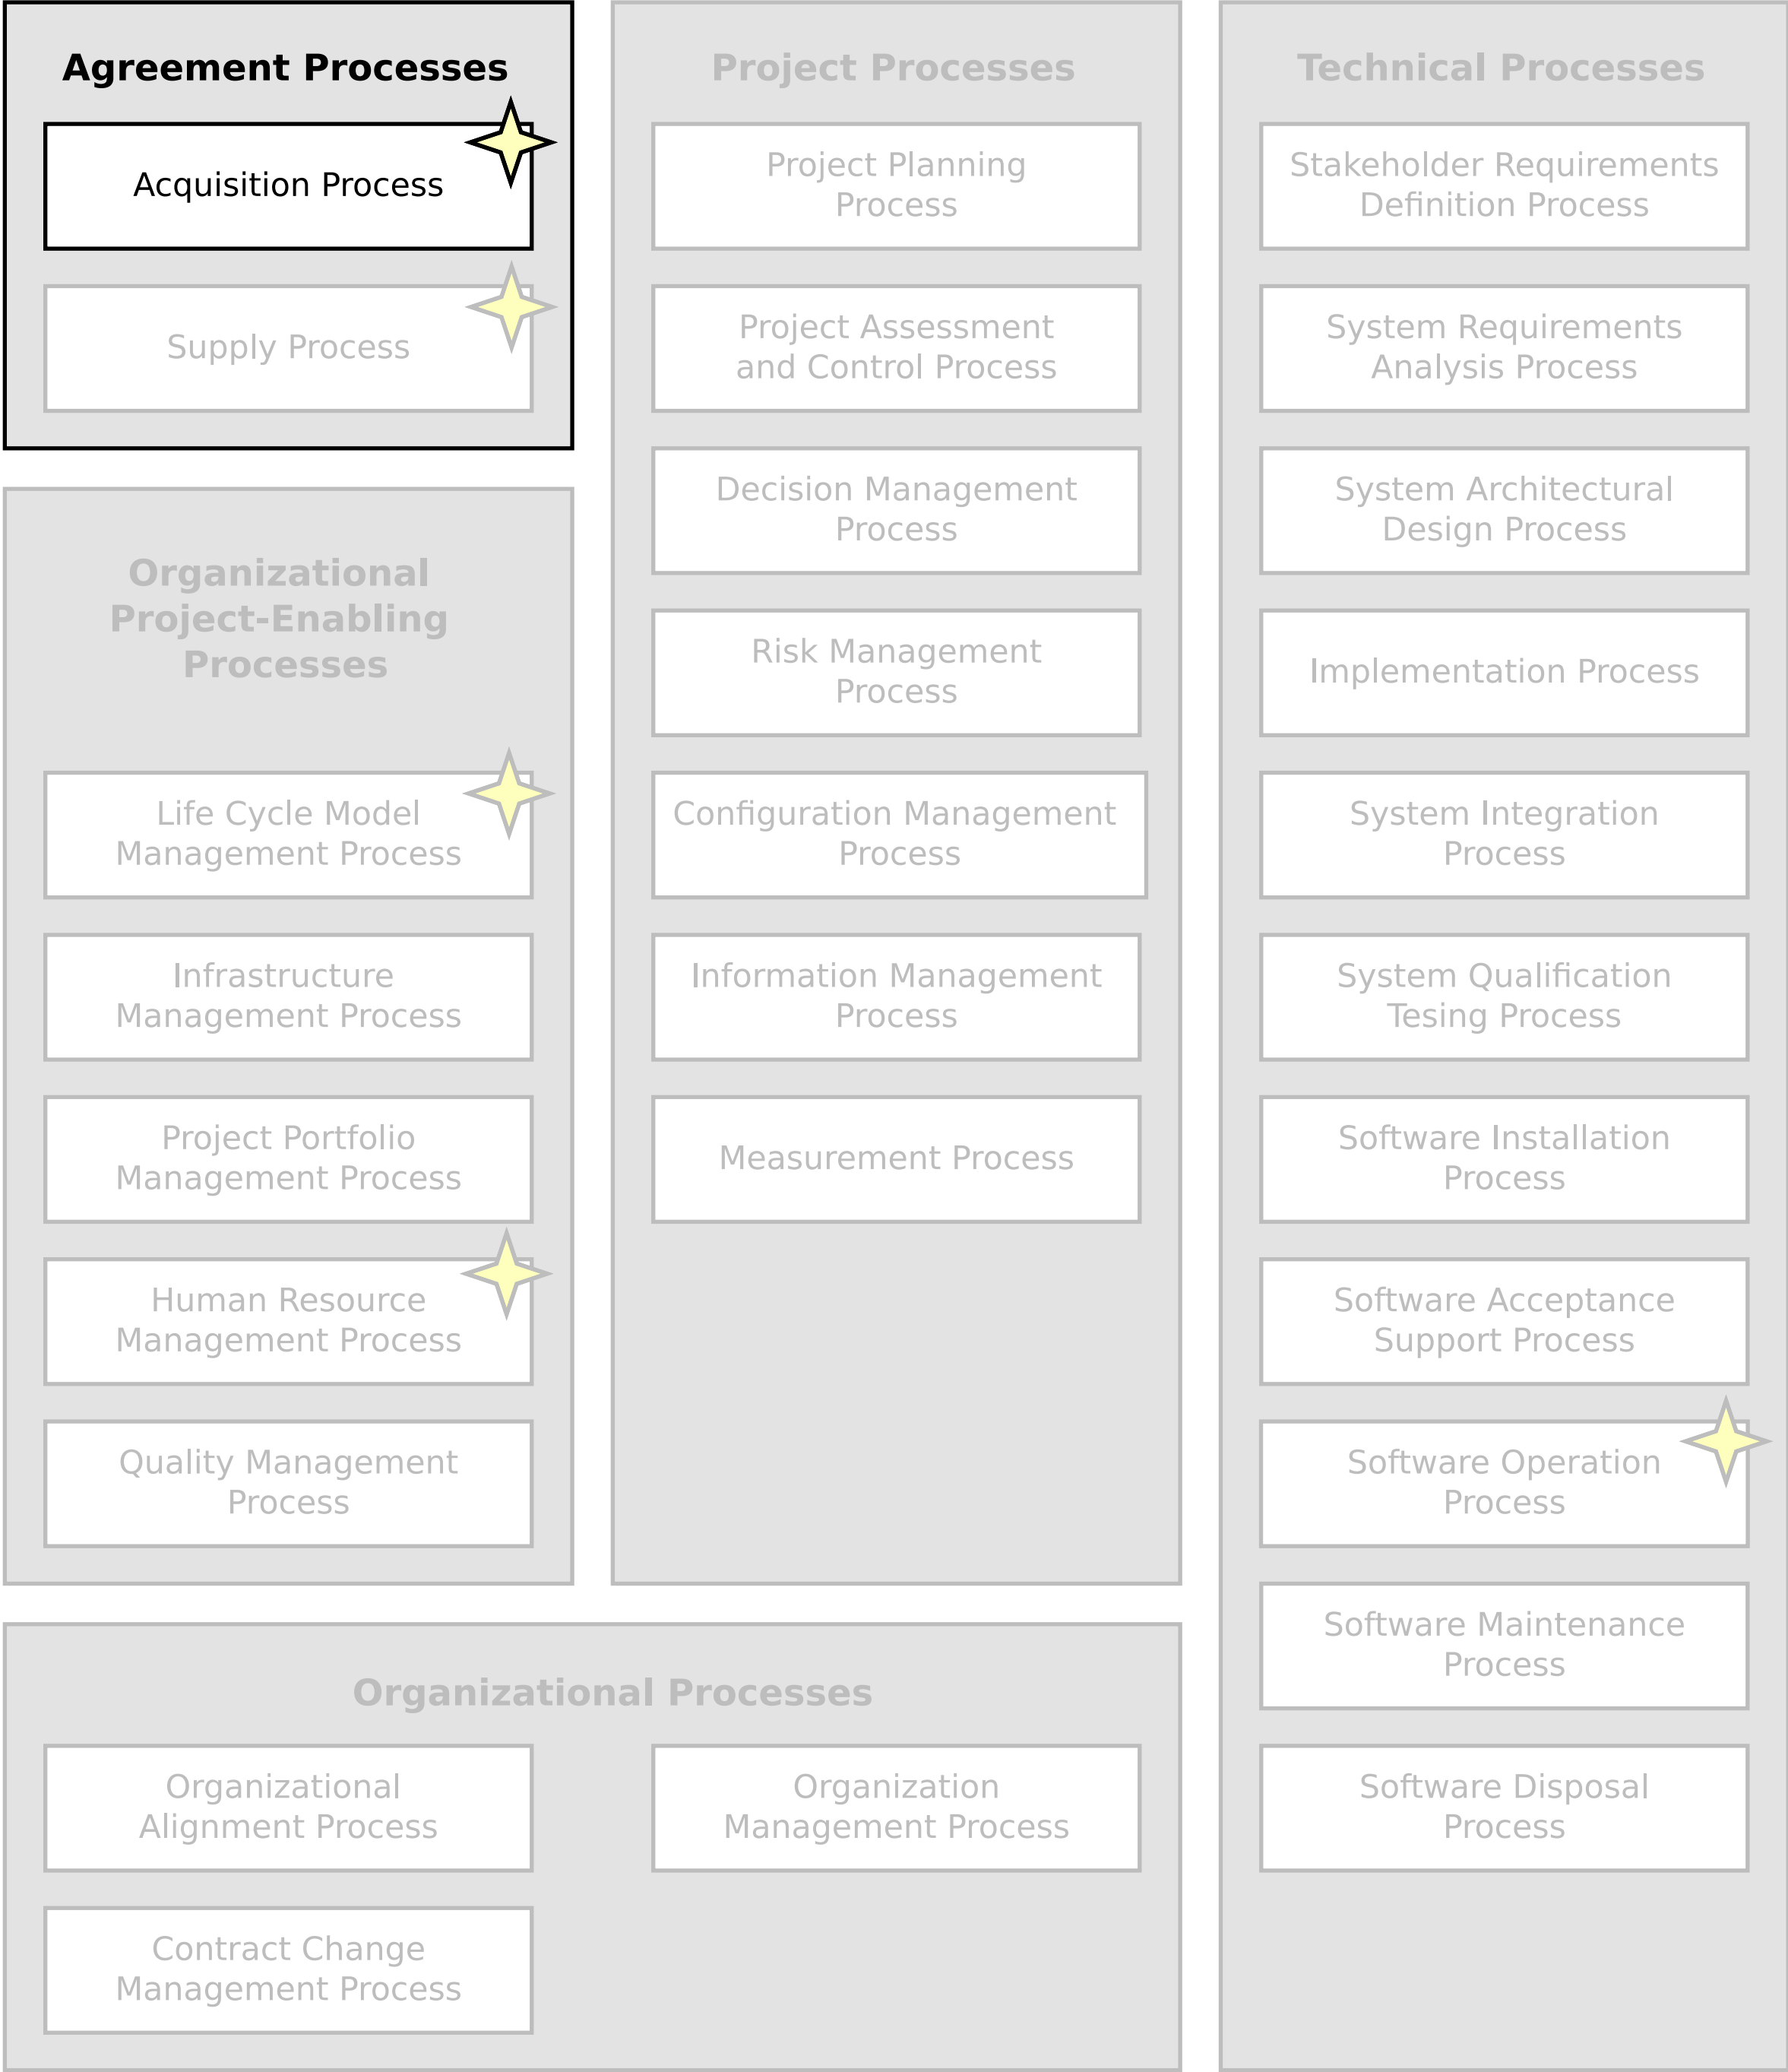 Agreement Processes
Acquisition Process
Supply Process
Organizational
Project-Enabling
Processes
Life Cycle Model
Management Process
Infrastructure
Management Process
Project Portfolio
Management Process
Human Resource
Management Process
Quality Management
Process
Project Processes
Project Planning
Process
Project Assessment
and Control Process
Decision Management
Process
Risk Management
Process
Configuration Management
Process
Information Management
Process
Measurement Process
Organizational Processes
Organizational
Alignment Process
Organization
Management Process
Contract Change
Management Process
Technical Processes
Stakeholder Requirements
Definition Process
System Requirements
Analysis Process
System Architectural
Design Process
Implementation Process
System Integration
Process
System Qualification
Tesing Process
Software Installation
Process
Software Acceptance
Support Process
Software Operation
Process
Software Maintenance
Process
Software Disposal
Process